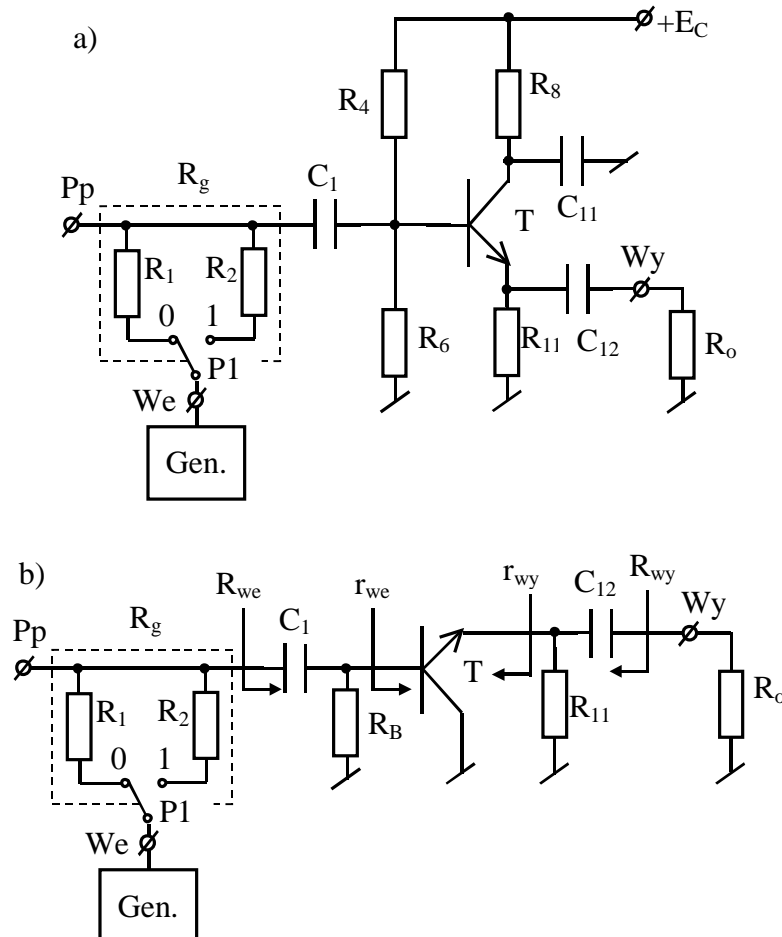 a)
+E_C
R_4
R_8
Pp
R_g
C_1
T
C_11
R_1
R_2
Wy
0 1
R_6
R_11
C_12
R_o
P1
We
Gen.
b)
R_we
r_we
r_wy
C_12
R_wy
Pp
R_g
C_1
Wy
T
R_1
R_2
R_B
R_11
R_o
0 1
P1
We
Gen.